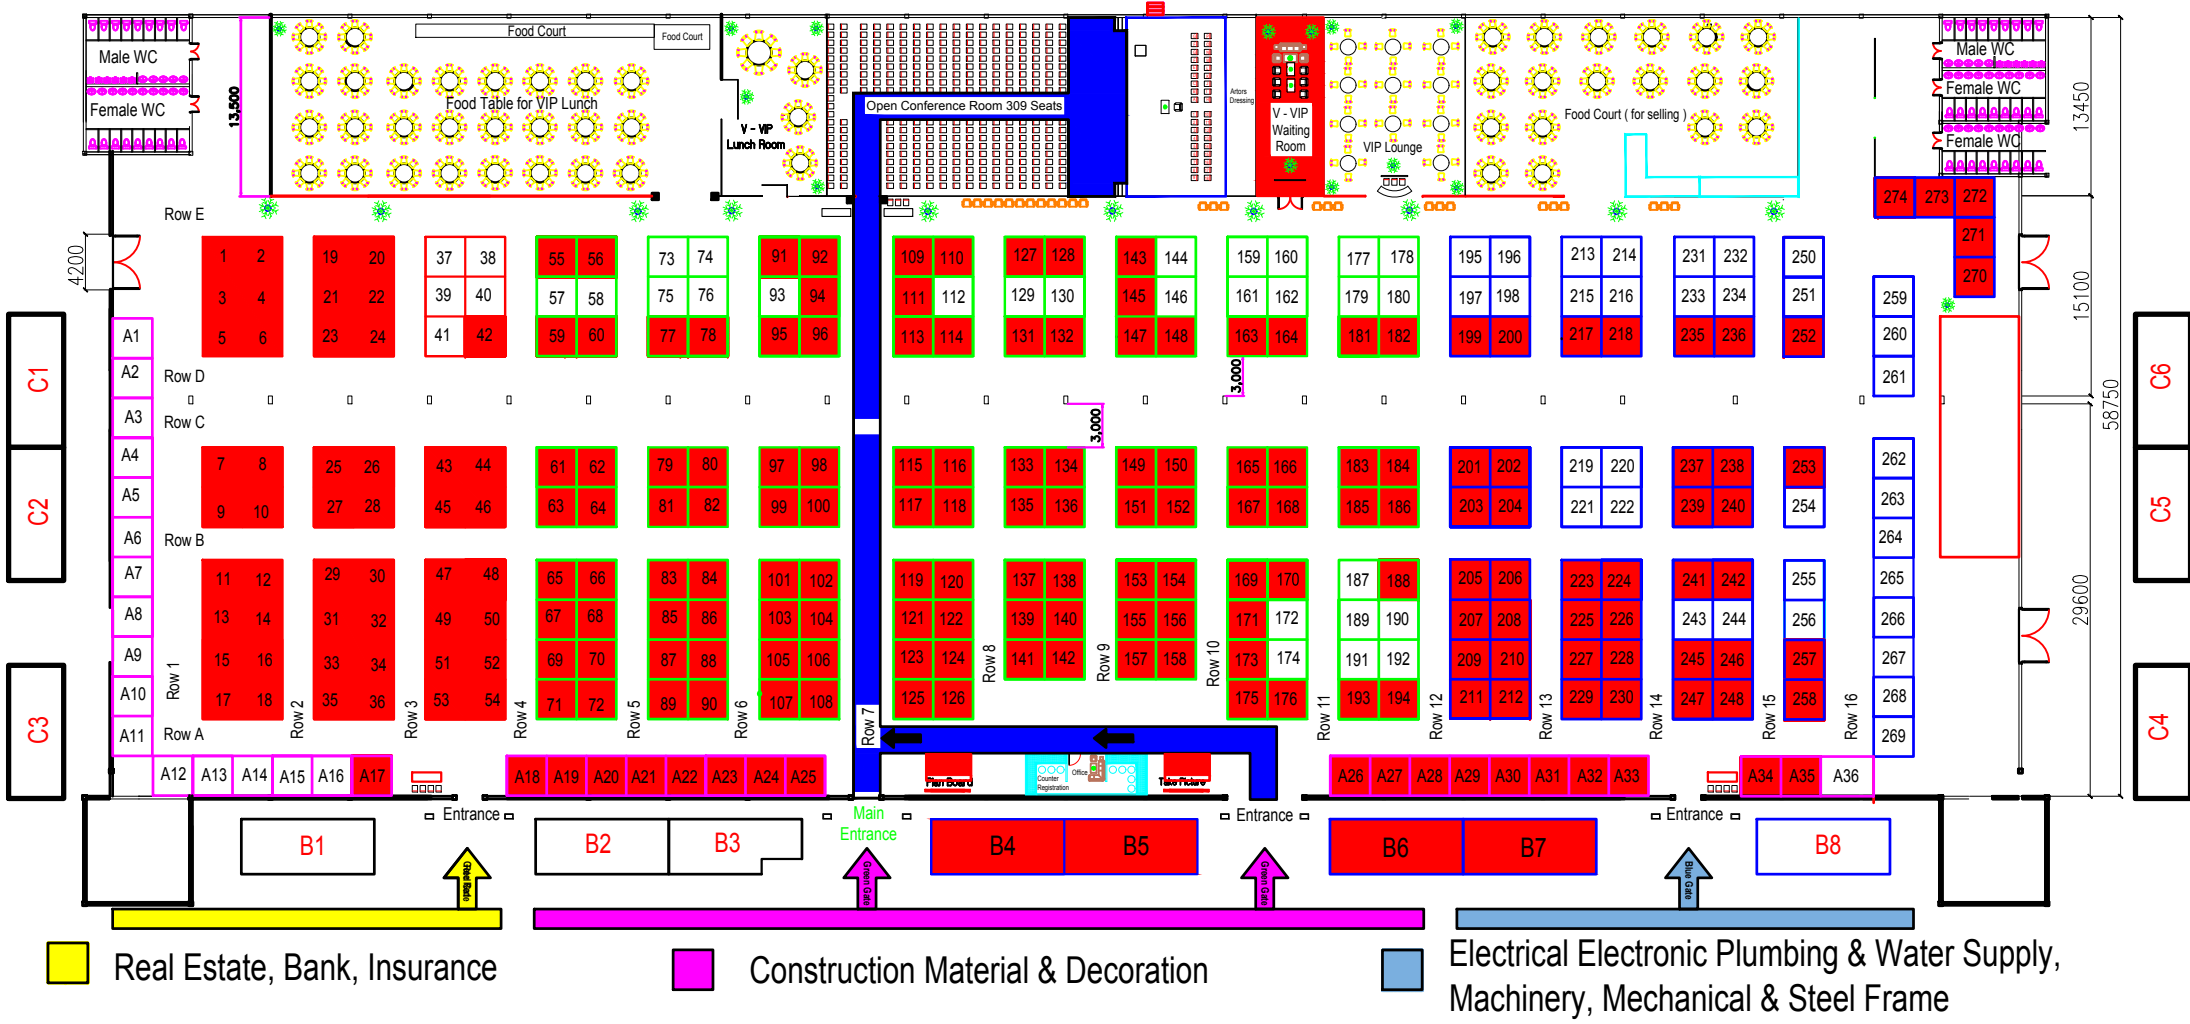 Male WC
Female WC
13,500
Food Court
Food Court
Food Table for VIP Lunch
V - VIP
Lunch Room
Open Conference Room 309 Seats
Artors
Dressing
V - VIP
Waiting
Room
VIP Lounge
Food Court ( for selling )
Male WC
Female WC
Female WC
13450
15100
58750
29600
4200
Row E
274 273 272
271
270
1 2 19 20 37 38 55 56 73 74 91 92 109 110 127 128 143 144 159 160 177 178 195 196 213 214 231 232 250
3 4 21 22 39 40 57 58 75 76 93 94 111 112 129 130 145 146 161 162 179 180 197 198 215 216 233 234 251 259
5 6 23 24 41 42 59 60 77 78 95 96 113 114 131 132 147 148 163 164 181 182 199 200 217 218 235 236 252 260
261
A1
A2
A3
A4
A5
A6
A7
A8
A9
A10
A11
Row D
3,000
3,000
Row C
7 8 25 26 43 44 61 62 79 80 97 98 115 116 133 134 149 150 165 166 183 184 201 202 219 220 237 238 253 262
9 10 27 28 45 46 63 64 81 82 99 100 117 118 135 136 151 152 167 168 185 186 203 204 221 222 239 240 254 263
Row B
264
11 12 29 30 47 48 65 66 83 84 101 102 119 120 137 138 153 154 169 170 187 188 205 206 223 224 241 242 255 265
13 14 31 32 49 50 67 68 85 86 103 104 121 122 139 140 155 156 171 172 189 190 207 208 225 226 243 244 256 266
15 16 33 34 51 52 69 70 87 88 105 106 123 124 141 142 157 158 173 174 191 192 209 210 227 228 245 246 257 267
17 18 35 36 53 54 71 72 89 90 107 108 125 126 175 176 193 194 211 212 229 230 247 248 258 268
269
Row 1
Row 2
Row 3
Row 4
Row 5
Row 6
Row 7
Row 8
Row 9
Row 10
Row 11
Row 12
Row 13
Row 14
Row 15
Row 16
Row A
A12 A13 A14 A15 A16 A17 A18 A19 A20 A21 A22 A23 A24 A25 A26 A27 A28 A29 A30 A31 A32 A33 A34 A35 A36
Plan Board
Counter
Registration
Office
Take Picture
Entrance
Main
Entrance
Entrance
Entrance
C1
C2
C3
C6
C5
C4
B1 B2 B3 B4 B5 B6 B7 B8
Green Gate
Green Gate
Blue Gate
Real Estate, Bank, Insurance
Construction Material & Decoration
Electrical Electronic Plumbing & Water Supply,
Machinery, Mechanical & Steel Frame